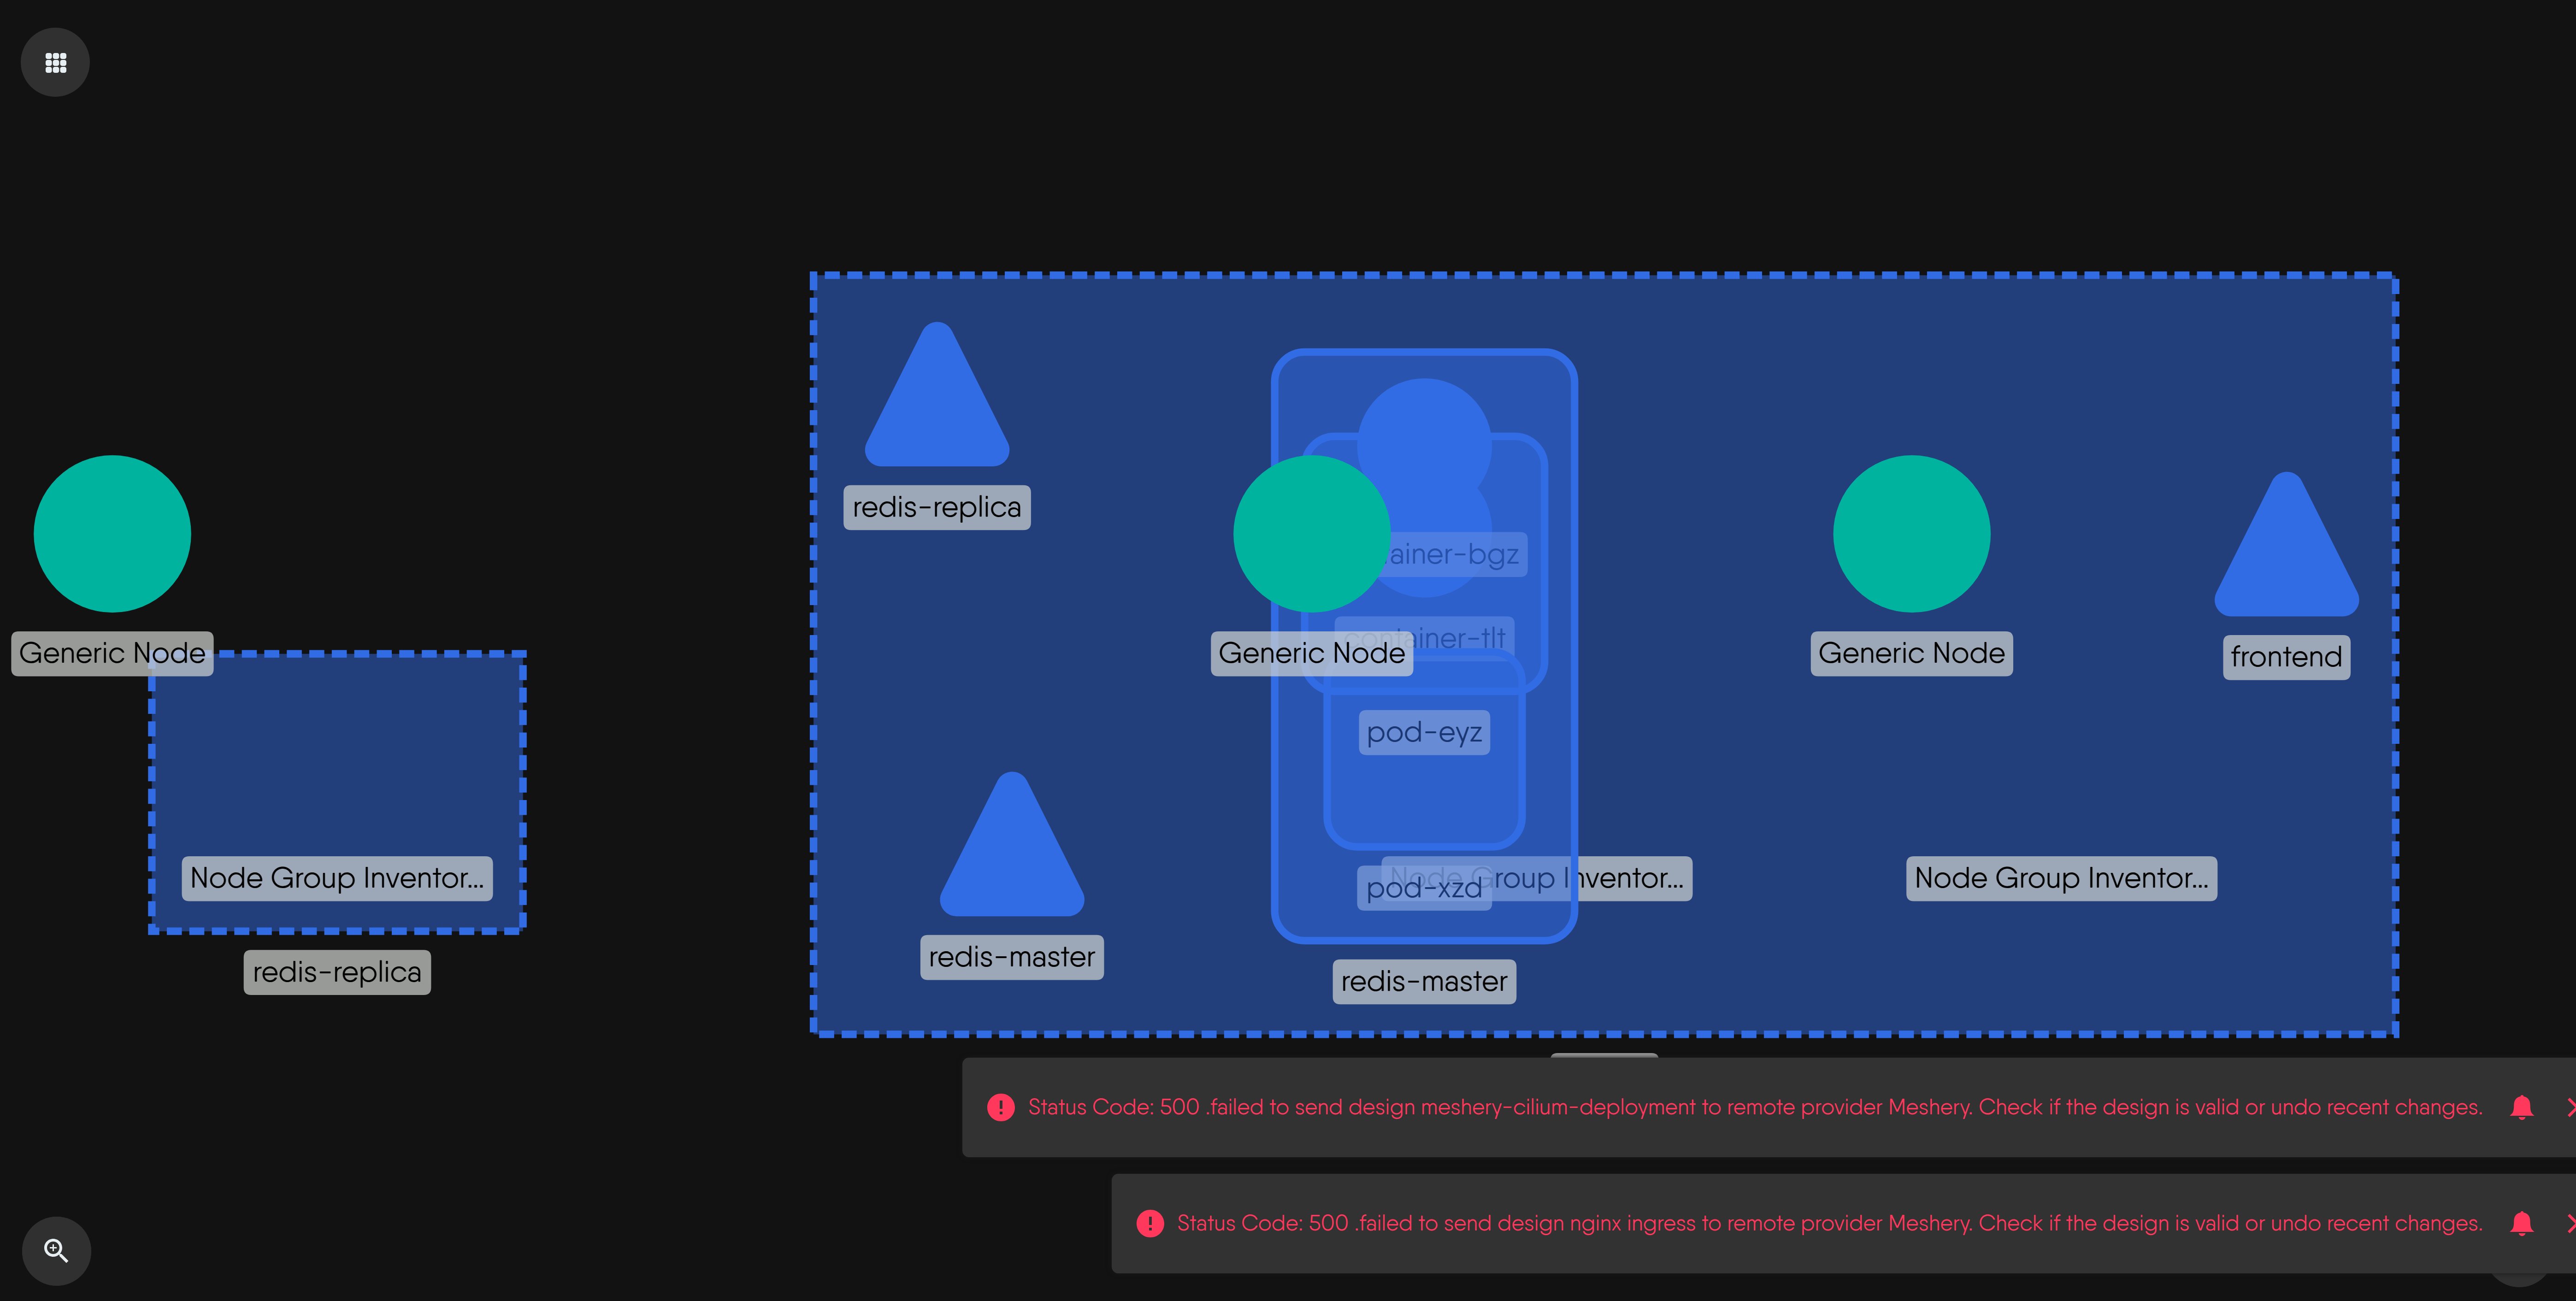 redis-replica
ainer-bgz
container-tlt
Generic Node
Generic Node
Generic Node
frontend
pod-eyz
Node Group Inventor...
pod-xzd
Node Group Inventor...
Node Group Inventor...
redis-master
redis-replica
redis-master
Status Code: 500 .failed to send design meshery-cilium-deployment to remote provider Meshery. Check if the design is valid or undo recent changes.
Status Code: 500 .failed to send design nginx ingress to remote provider Meshery. Check if the design is valid or undo recent changes.